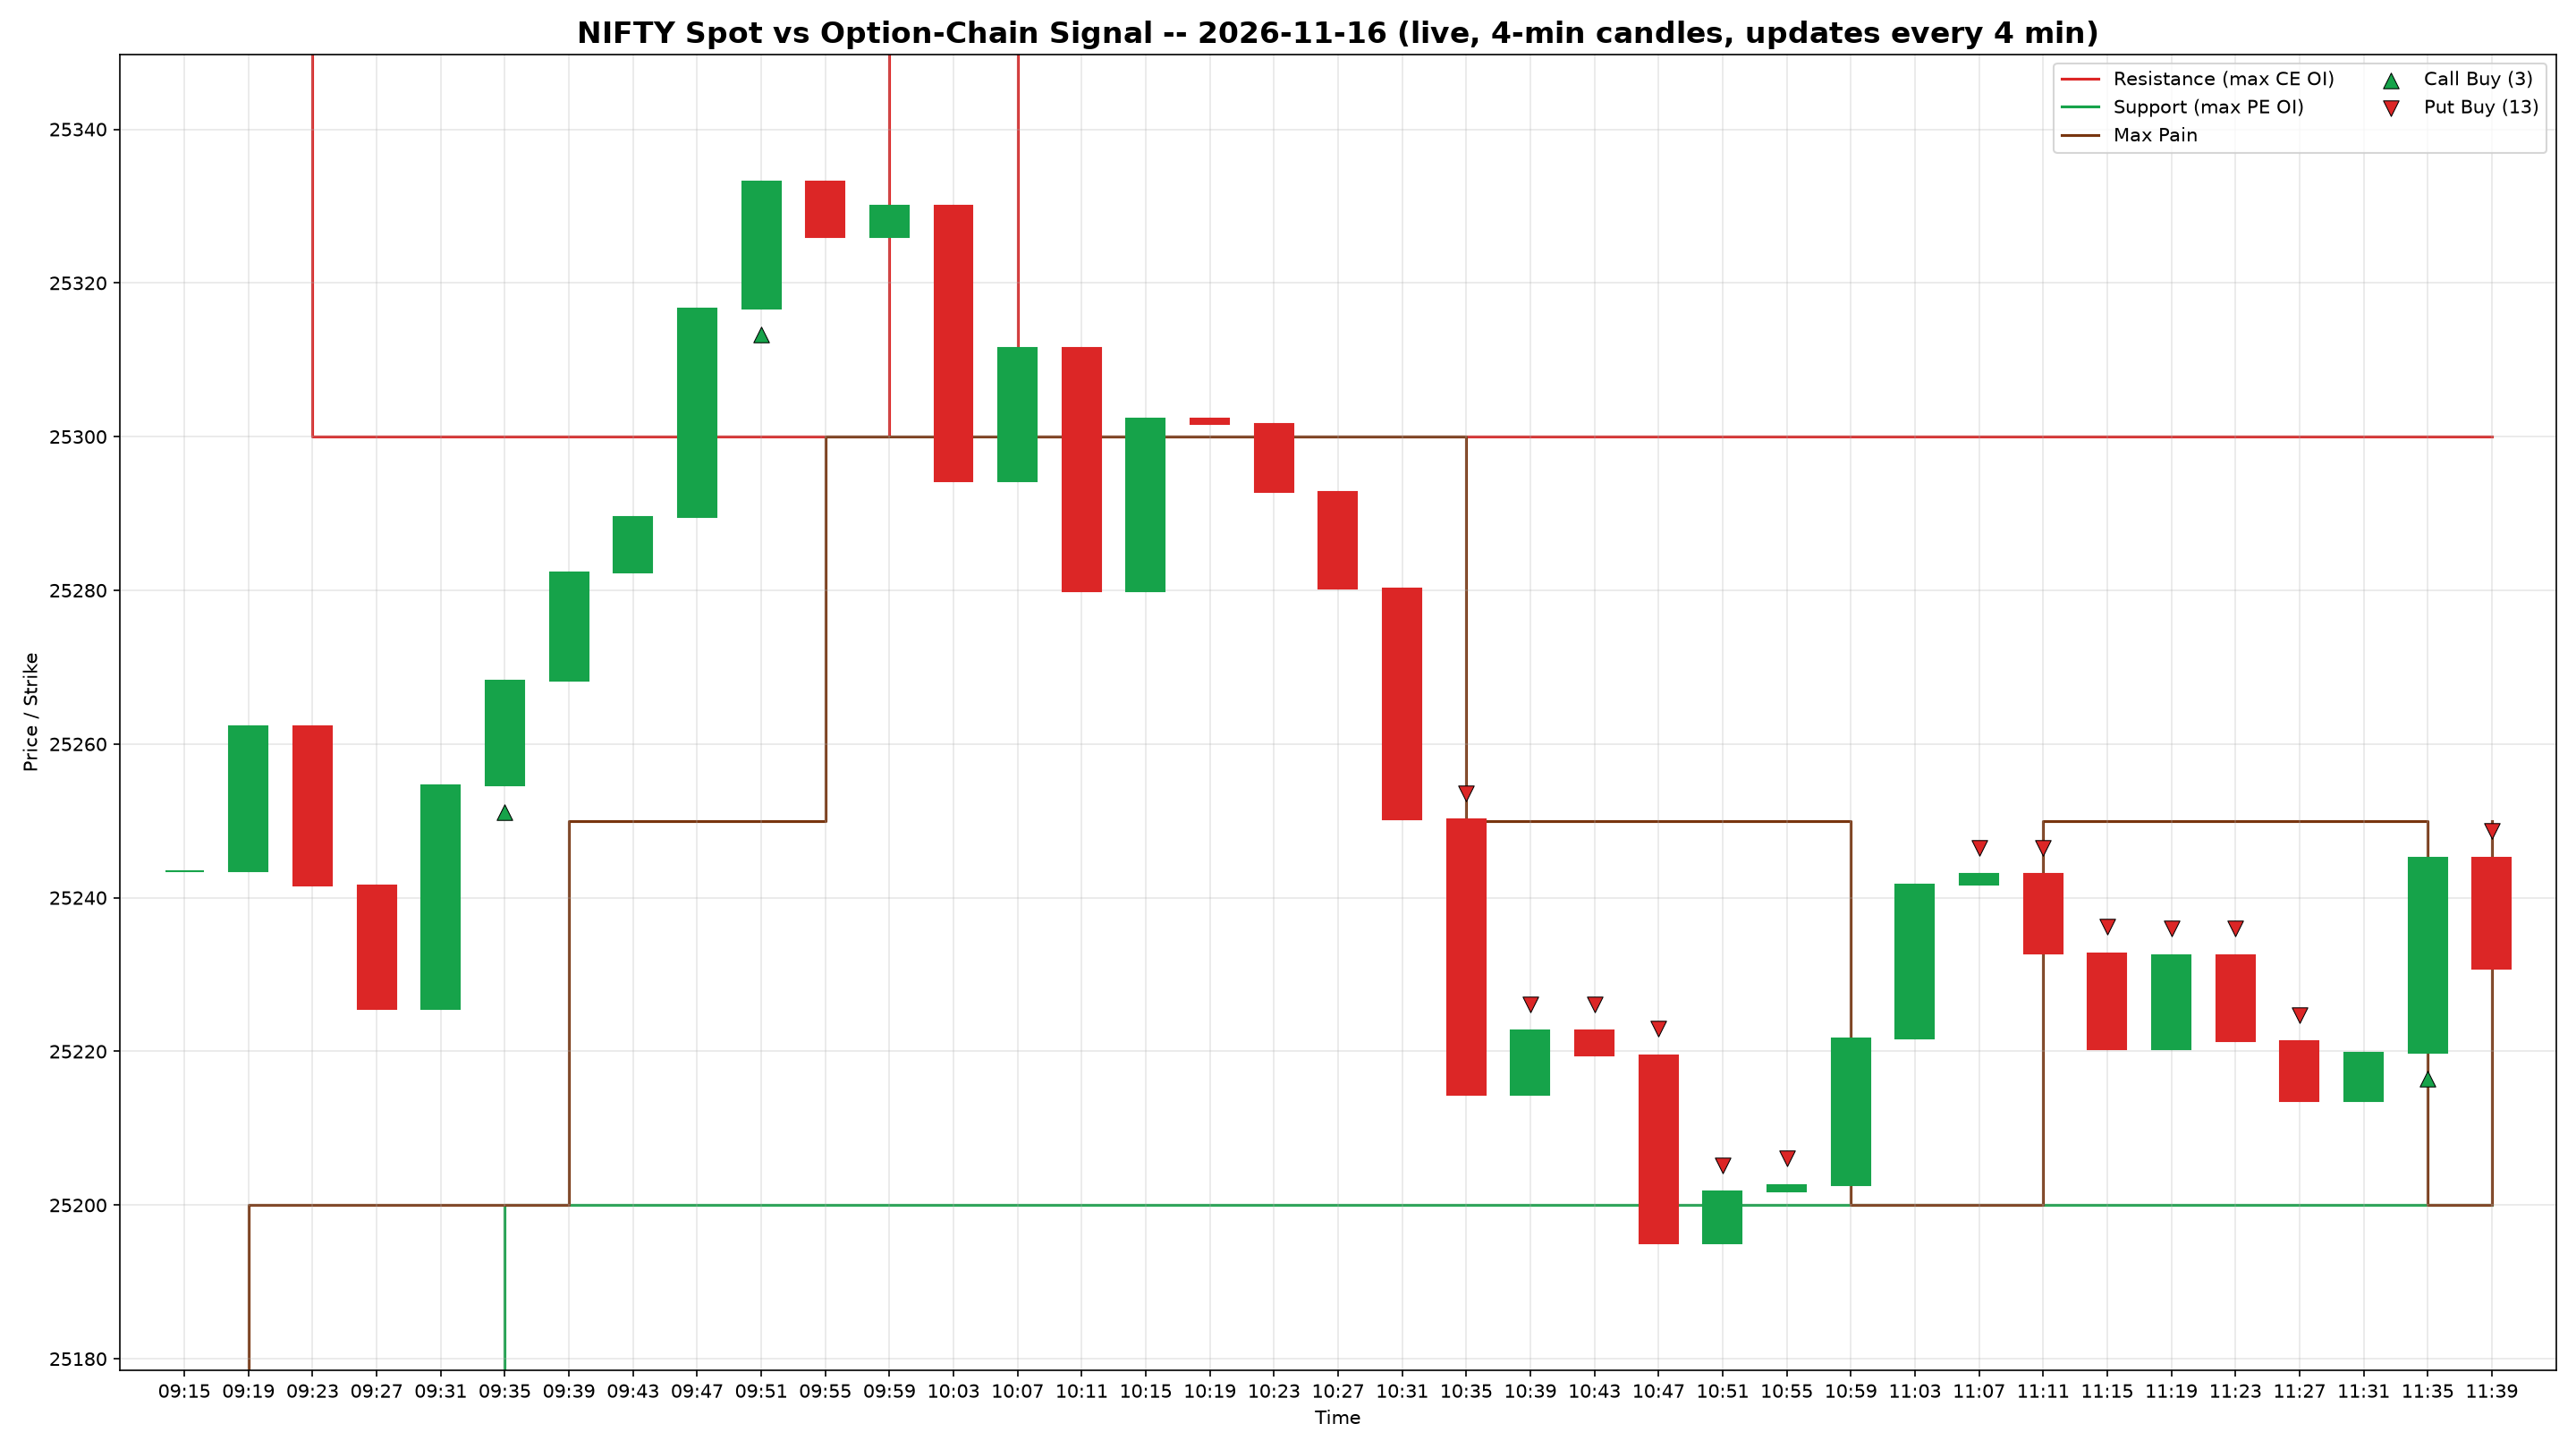 NIFTY Spot vs Option-Chain Signal -- 2026-11-16 (live, 4-min candles, updates every 4 min)
Resistance (max CE OI)
Support (max PE OI)
Max Pain
Call Buy (3)
Put Buy (13)
Price / Strike
25340
25320
25300
25280
25260
25240
25220
25200
25180
09:15 09:19 09:23 09:27 09:31 09:35 09:39 09:43 09:47 09:51 09:55 09:59 10:03 10:07 10:11 10:15 10:19 10:23 10:27 10:31 10:35 10:39 10:43 10:47 10:51 10:55 10:59 11:03 11:07 11:11 11:15 11:19 11:23 11:27 11:31 11:35 11:39
Time